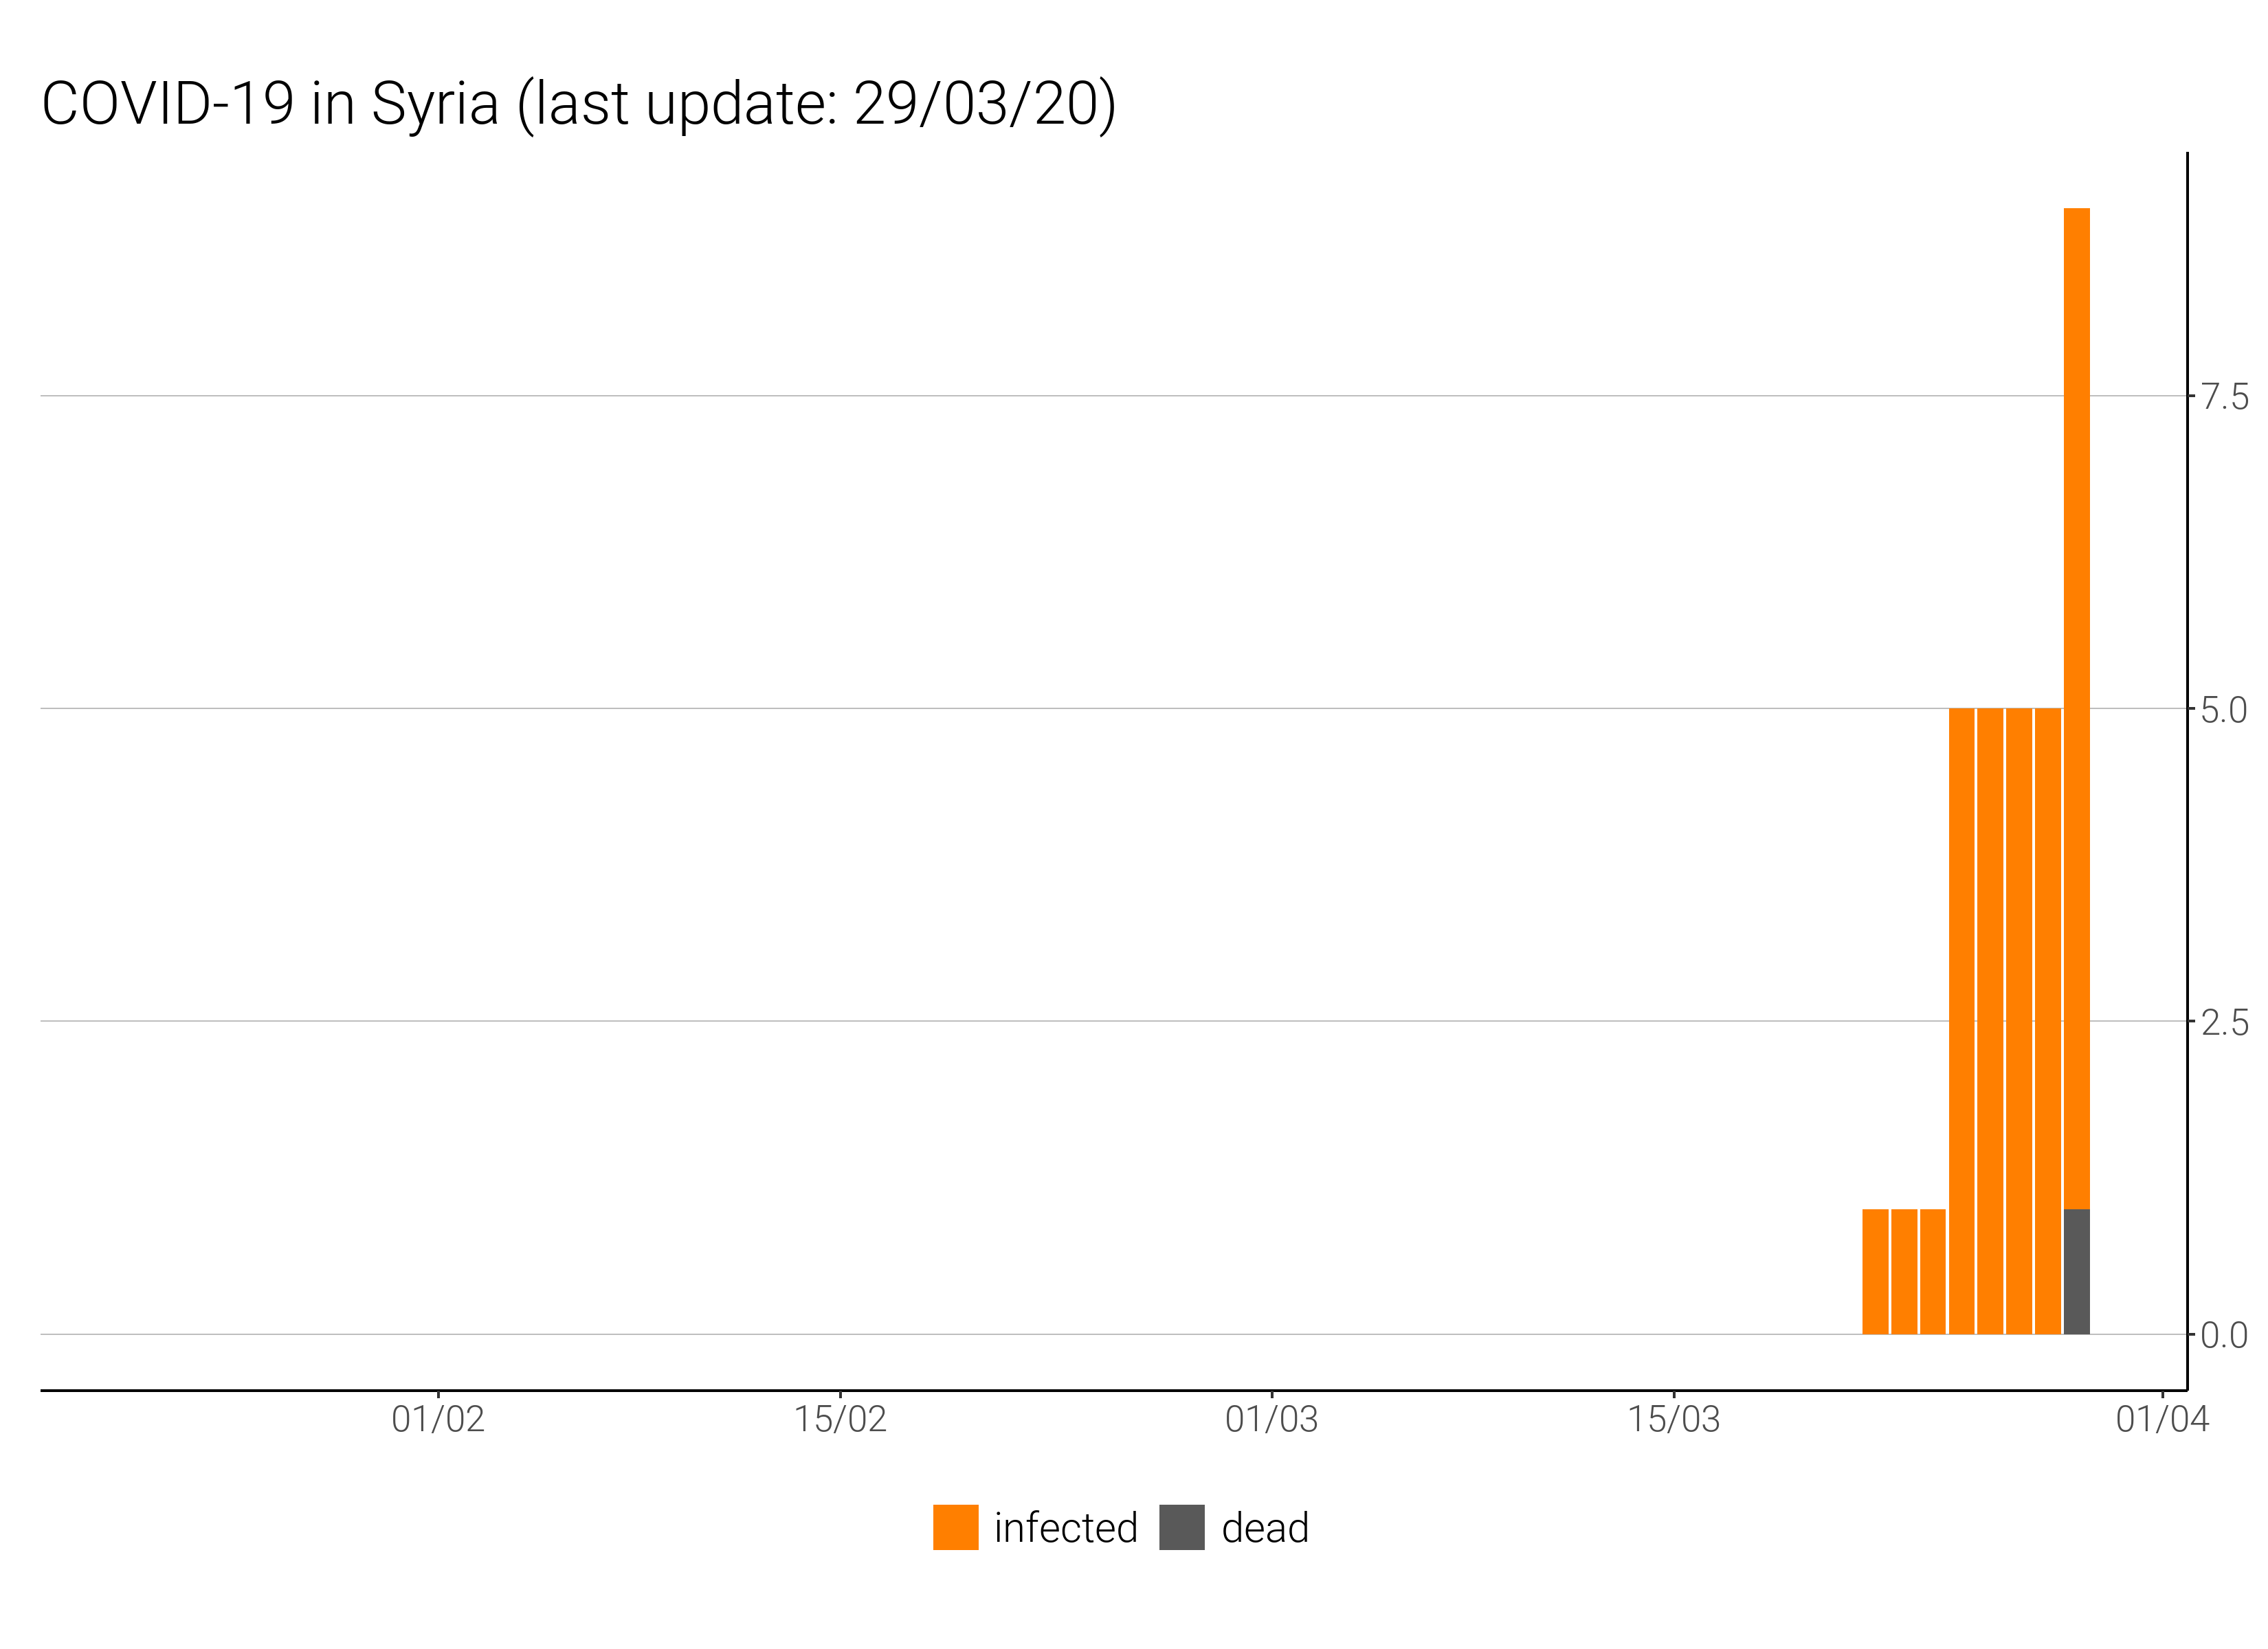 COVID-19 in Syria (last update: 29/03/20)
7.5
5.0
2.5
0.0
01/02 15/02 01/03 15/03 01/04
infected dead